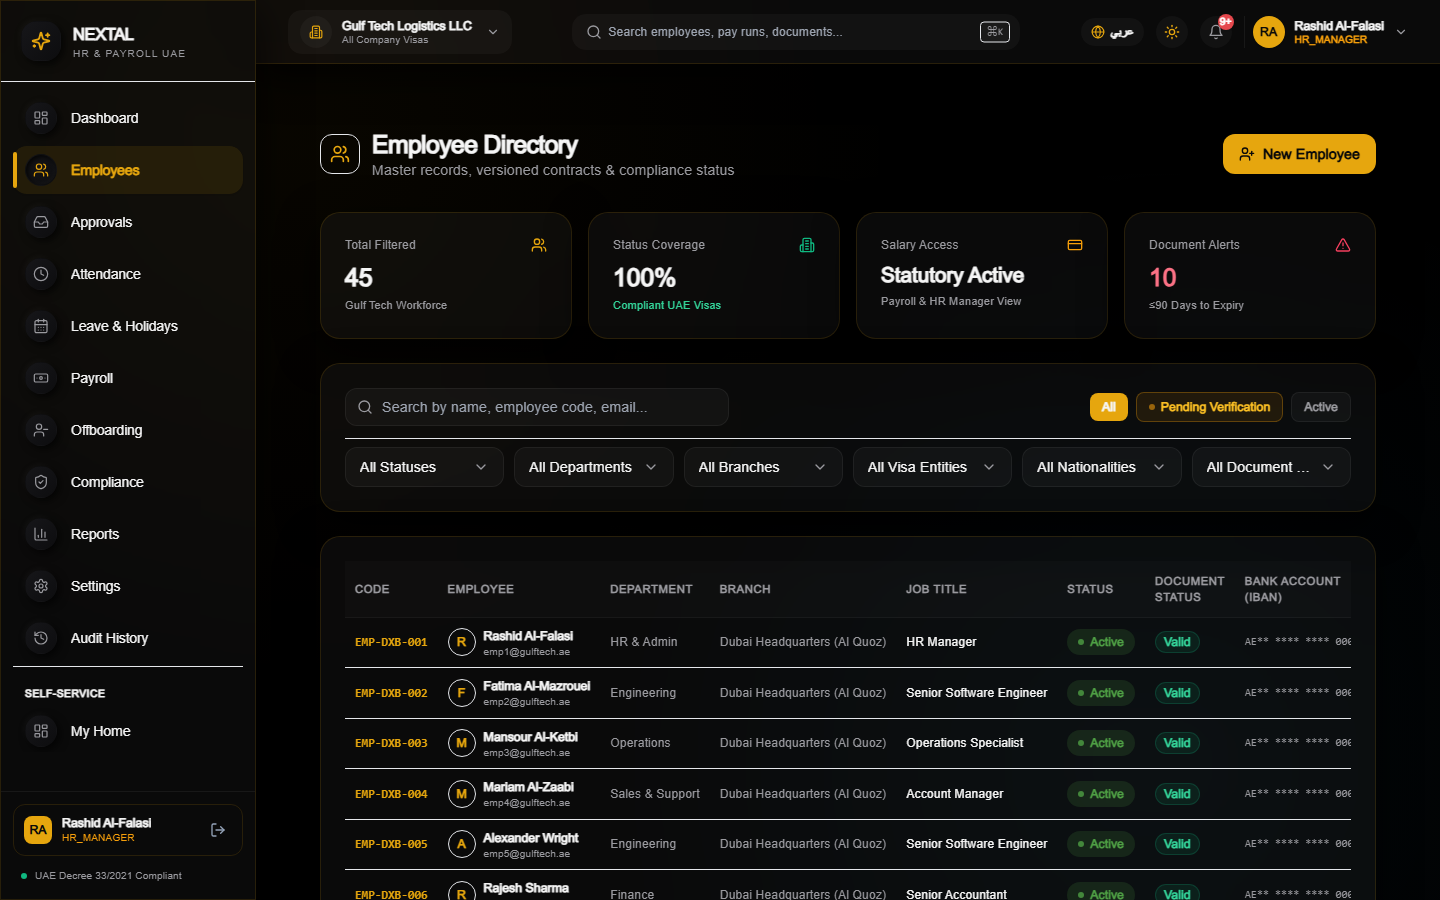 NEXTAL
HR & PAYROLL UAE
Gulf Tech Logistics LLC
All Company Visas
Search employees, pay runs, documents...
⌘K
عربي
9+
RA
Rashid Al-Falasi
HR_MANAGER
Dashboard
Employees
Approvals
Attendance
Leave & Holidays
Payroll
Offboarding
Compliance
Reports
Settings
Audit History
SELF-SERVICE
My Home
RA
Rashid Al-Falasi
HR_MANAGER
UAE Decree 33/2021 Compliant
Employee Directory
Master records, versioned contracts & compliance status
New Employee
Total Filtered
45
Gulf Tech Workforce
Status Coverage
100%
Compliant UAE Visas
Salary Access
Statutory Active
Payroll & HR Manager View
Document Alerts
10
≤90 Days to Expiry
Search by name, employee code, email...
All
Pending Verification
Active
All Statuses
All Departments
All Branches
All Visa Entities
All Nationalities
All Document ...
CODE EMPLOYEE DEPARTMENT BRANCH JOB TITLE STATUS DOCUMENT STATUS BANK ACCOUNT (IBAN)
EMP-DXB-001 R Rashid Al-Falasi HR & Admin Dubai Headquarters (Al Quoz) HR Manager Active Valid AE** **** **** 000
emp1@gulftech.ae
EMP-DXB-002 F Fatima Al-Mazrouei Engineering Dubai Headquarters (Al Quoz) Senior Software Engineer Active Valid AE** **** **** 000
emp2@gulftech.ae
EMP-DXB-003 M Mansour Al-Ketbi Operations Dubai Headquarters (Al Quoz) Operations Specialist Active Valid AE** **** **** 000
emp3@gulftech.ae
EMP-DXB-004 M Mariam Al-Zaabi Sales & Support Dubai Headquarters (Al Quoz) Account Manager Active Valid AE** **** **** 000
emp4@gulftech.ae
EMP-DXB-005 A Alexander Wright Engineering Dubai Headquarters (Al Quoz) Senior Software Engineer Active Valid AE** **** **** 000
emp5@gulftech.ae
EMP-DXB-006 R Rajesh Sharma Finance Dubai Headquarters (Al Quoz) Senior Accountant Active Valid AE** **** **** 000